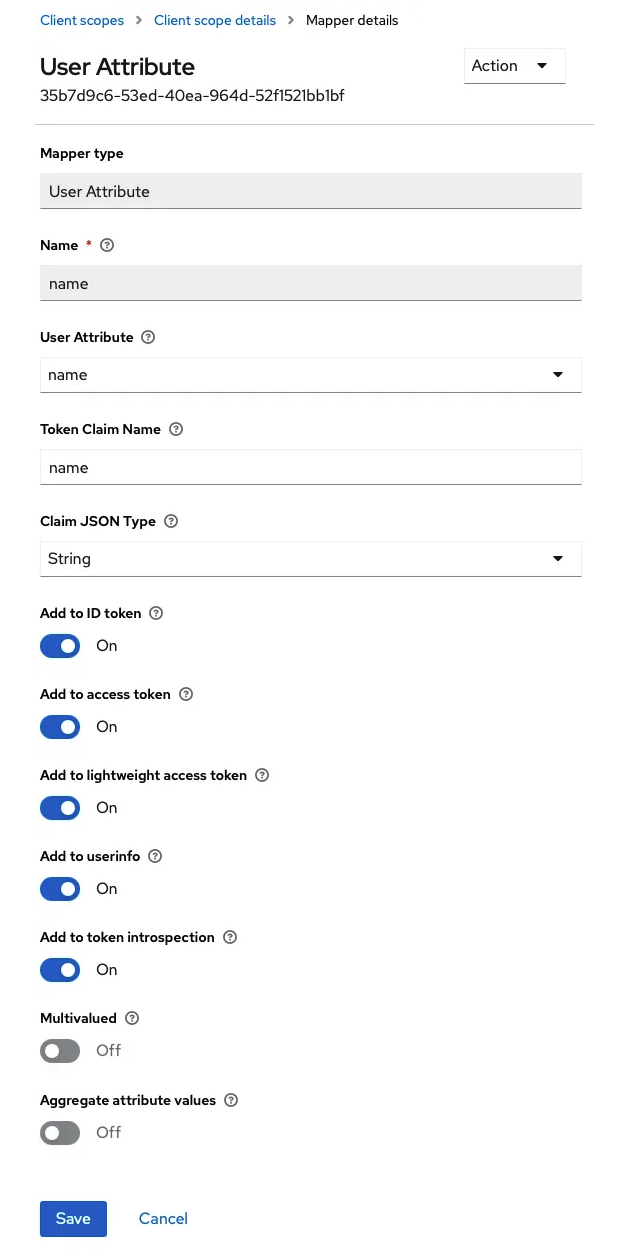 Client scopes > Client scope details > Mapper details
User Attribute
Action
35b7d9c6-53ed-40ea-964d-52f1521bb1bf
Mapper type
User Attribute
Name *
name
User Attribute
name
Token Claim Name
name
Claim JSON Type
String
Add to ID token
On
Add to access token
On
Add to lightweight access token
On
Add to userinfo
On
Add to token introspection
On
Multivalued
Off
Aggregate attribute values
Off
Save Cancel